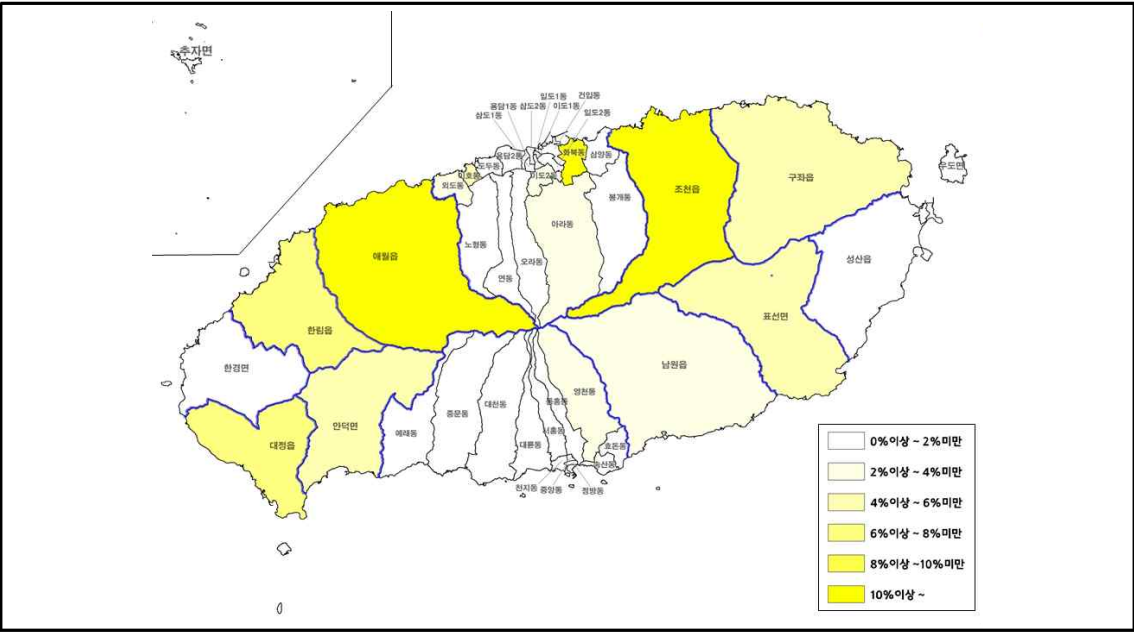 추자면
일도1동
건입동
용담1동
삼도2동
이도1동
삼도1동
일도2동
용담2동
화북동
삼양동
도두동
이호동
이도2동
외도동
우도면
구좌읍
조천읍
봉개동
아라동
노형동
오라동
연동
애월읍
성산읍
표선면
한림읍
남원읍
한경면
영천동
동홍동
대천동
중문동
안덕면
예래동
서홍동
대륜동
효돈동
대정읍
송산동
천지동
중앙동
정방동
0%이상 ~ 2%미만
2%이상 ~ 4%미만
4%이상 ~ 6%미만
6%이상 ~ 8%미만
8%이상 ~10%미만
10%이상 ~